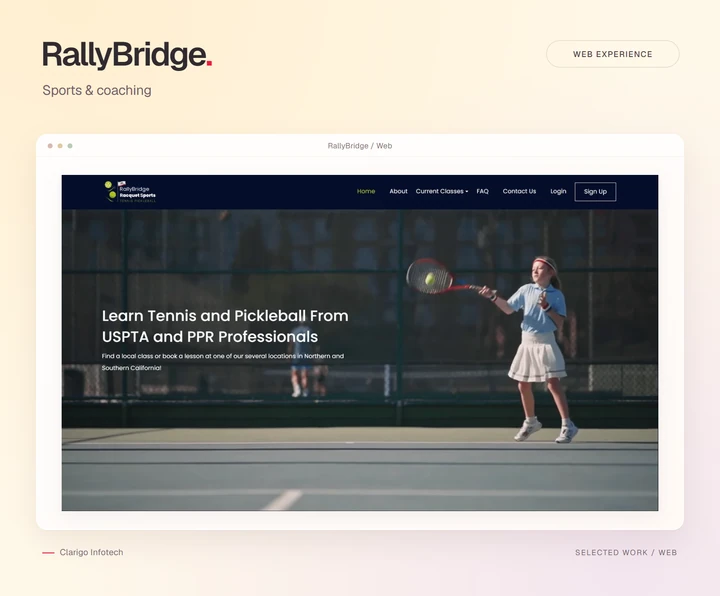 RallyBridge.
WEB EXPERIENCE
Sports & coaching
RallyBridge / Web
RallyBridge
Racquet Sports
Home About Current Classes FAQ Contact Us Login Sign Up
Learn Tennis and Pickleball From
USPTA and PPR Professionals
Find a local class or book a lesson at one of our several locations in Northern and
Southern California!
Clarigo Infotech
SELECTED WORK / WEB